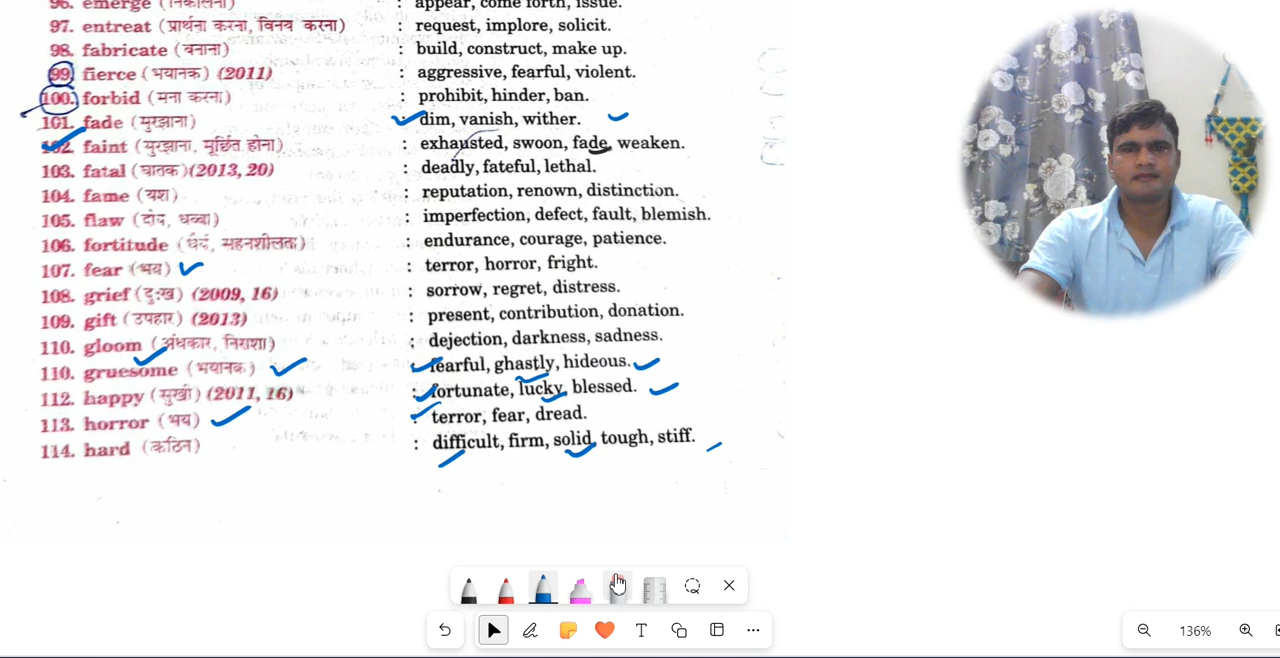 96. emerge (निकालना) : appear, come forth, issue.
97. entreat (प्रार्थना करना, विनय करना) : request, implore, solicit.
98. fabricate (बनाना) : build, construct, make up.
99. fierce (भयानक) (2011) : aggressive, fearful, violent.
100. forbid (मना करना) : prohibit, hinder, ban.
101. fade (मुरझाना) : dim, vanish, wither.
102. faint (मुरझाना, मूर्छित होना) : exhausted, swoon, fade, weaken.
103. fatal (घातक) (2013, 20) : deadly, fateful, lethal.
104. fame (यश) : reputation, renown, distinction.
105. flaw (दोष, धब्बा) : imperfection, defect, fault, blemish.
106. fortitude (धैर्य, सहनशीलता) : endurance, courage, patience.
107. fear (भय) : terror, horror, fright.
108. grief (दुःख) (2009, 16) : sorrow, regret, distress.
109. gift (उपहार) (2013) : present, contribution, donation.
110. gloom (अंधकार, निराशा) : dejection, darkness, sadness.
110. gruesome (भयानक) : fearful, ghastly, hideous.
112. happy (सुखी) (2011, 16) : fortunate, lucky, blessed.
113. horror (भय) : terror, fear, dread.
114. hard (कठिन) : difficult, firm, solid, tough, stiff.
136%